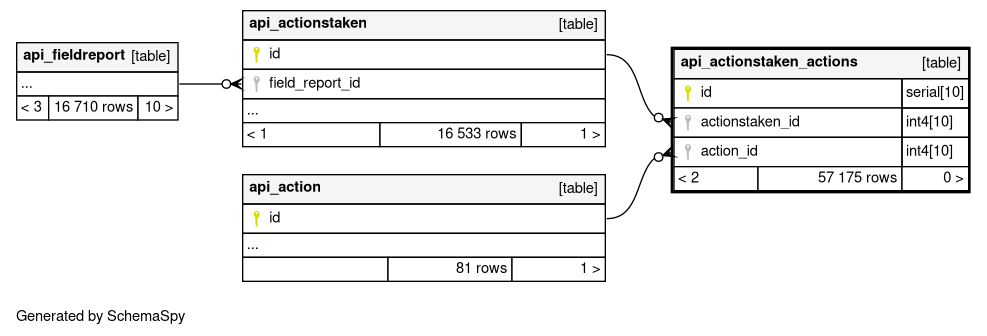 api_fieldreport [table]
...
< 3 16 710 rows 10 >
api_actionstaken [table]
id
field_report_id
...
< 1 16 533 rows 1 >
api_action [table]
id
...
81 rows 1 >
api_actionstaken_actions [table]
id serial[10]
actionstaken_id int4[10]
action_id int4[10]
< 2 57 175 rows 0 >
Generated by SchemaSpy